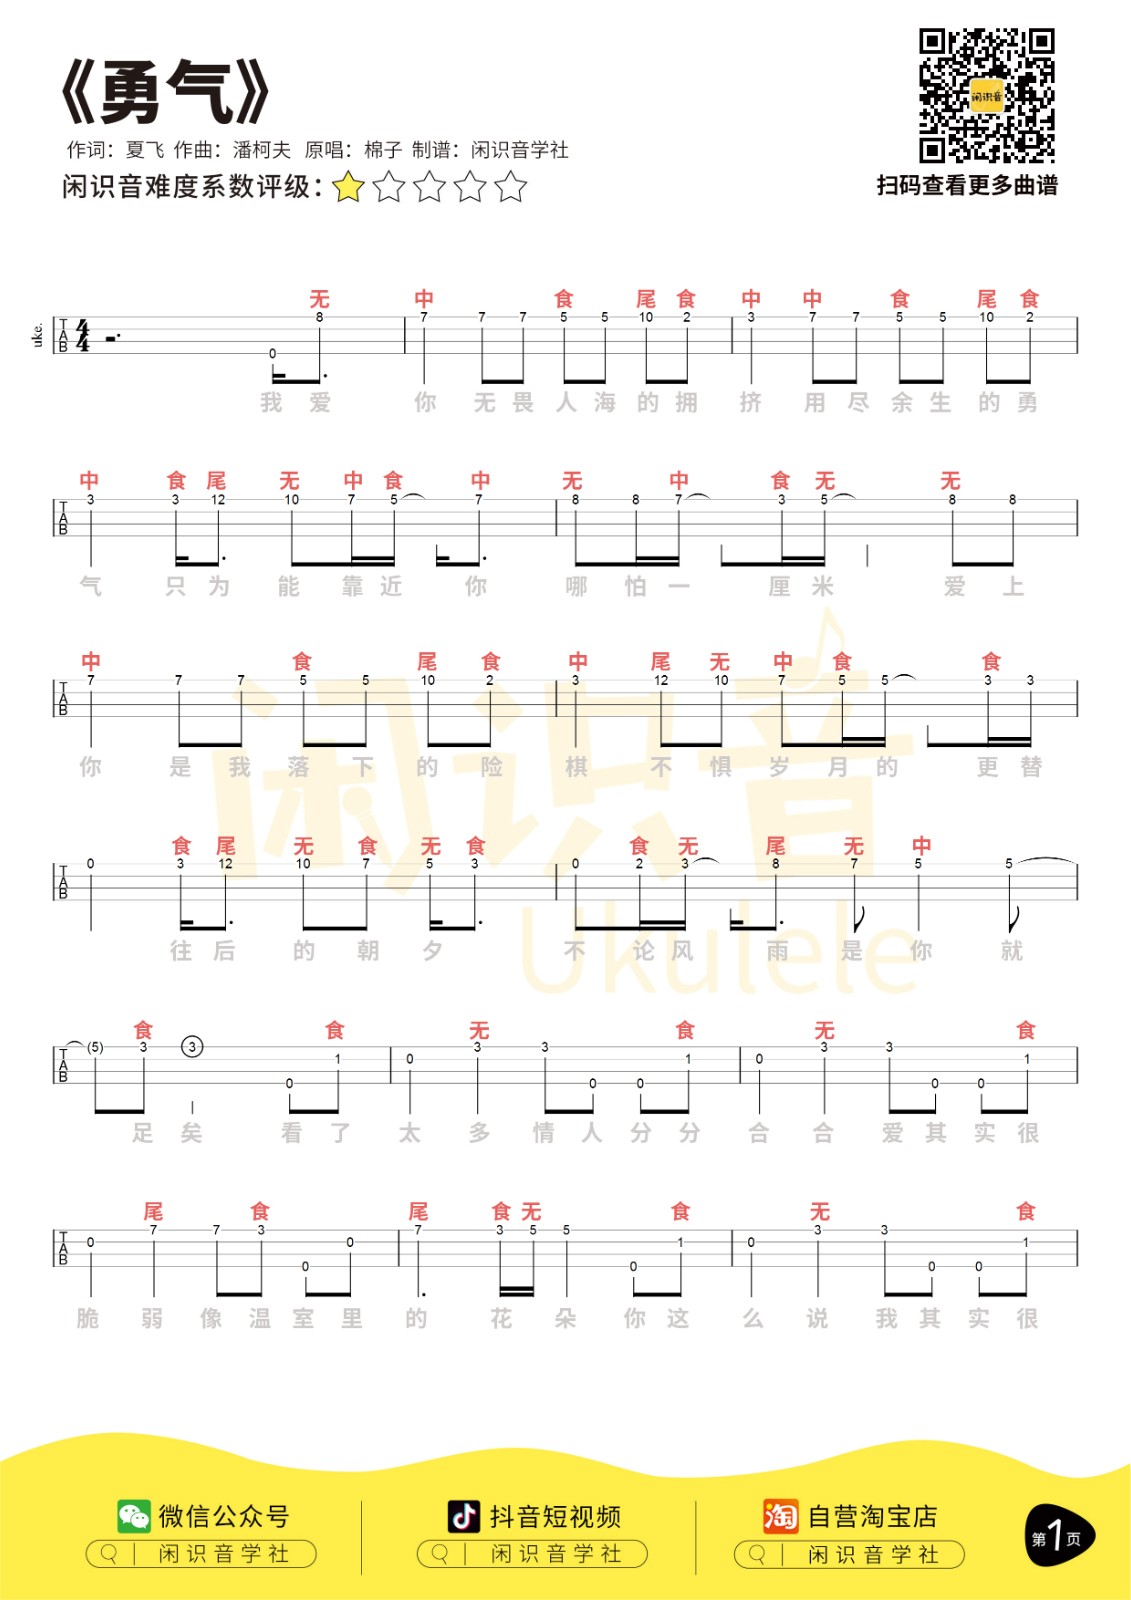 《勇气》
作词：夏飞 作曲：潘柯夫 原唱：棉子 制谱：闲识音学社
闲识音难度系数评级：
闲识音
扫码查看更多曲谱
无 中 食 尾 食 中 中 食 尾 食
uke. TAB 4 4 0 8 7 7 7 5 5 10 2 3 7 7 5 5 10 2
我 爱 你 无 畏 人 海 的 拥 挤 用 尽 余 生 的 勇
中 食 尾 无 中 食 中 无 中 食 无 无
TAB 3 3 12 10 7 5 7 8 8 7 3 5 8 8
气 只 为 能 靠 近 你 哪 怕 一 厘 米 爱 上
中 食 尾 食 中 尾 无 中 食 食
TAB 7 7 7 5 5 10 2 3 12 10 7 5 5 3 3
你 是 我 落 下 的 险 棋 不 惧 岁 月 的 更 替
闲识音
食 尾 无 食 无 食 食 无 尾 无 中
TAB 0 3 12 10 7 5 3 0 2 3 8 7 5 5
往 后 的 朝 夕 不 论 风 雨 是 你 就
Ukulele
食 食 无 食 无 食
TAB (5) 3 3 0 1 0 3 3 0 0 1 0 3 3 0 0 1
足 矣 看 了 太 多 情 人 分 分 合 合 爱 其 实 很
尾 食 尾 食 无 食 无 食
TAB 0 7 7 3 0 0 7 3 5 5 0 1 0 3 3 0 0 1
脆 弱 像 温 室 里 的 花 朵 你 这 么 说 我 其 实 很
微信公众号
闲识音学社
抖音短视频
闲识音学社
淘 自营淘宝店
闲识音学社
第1页